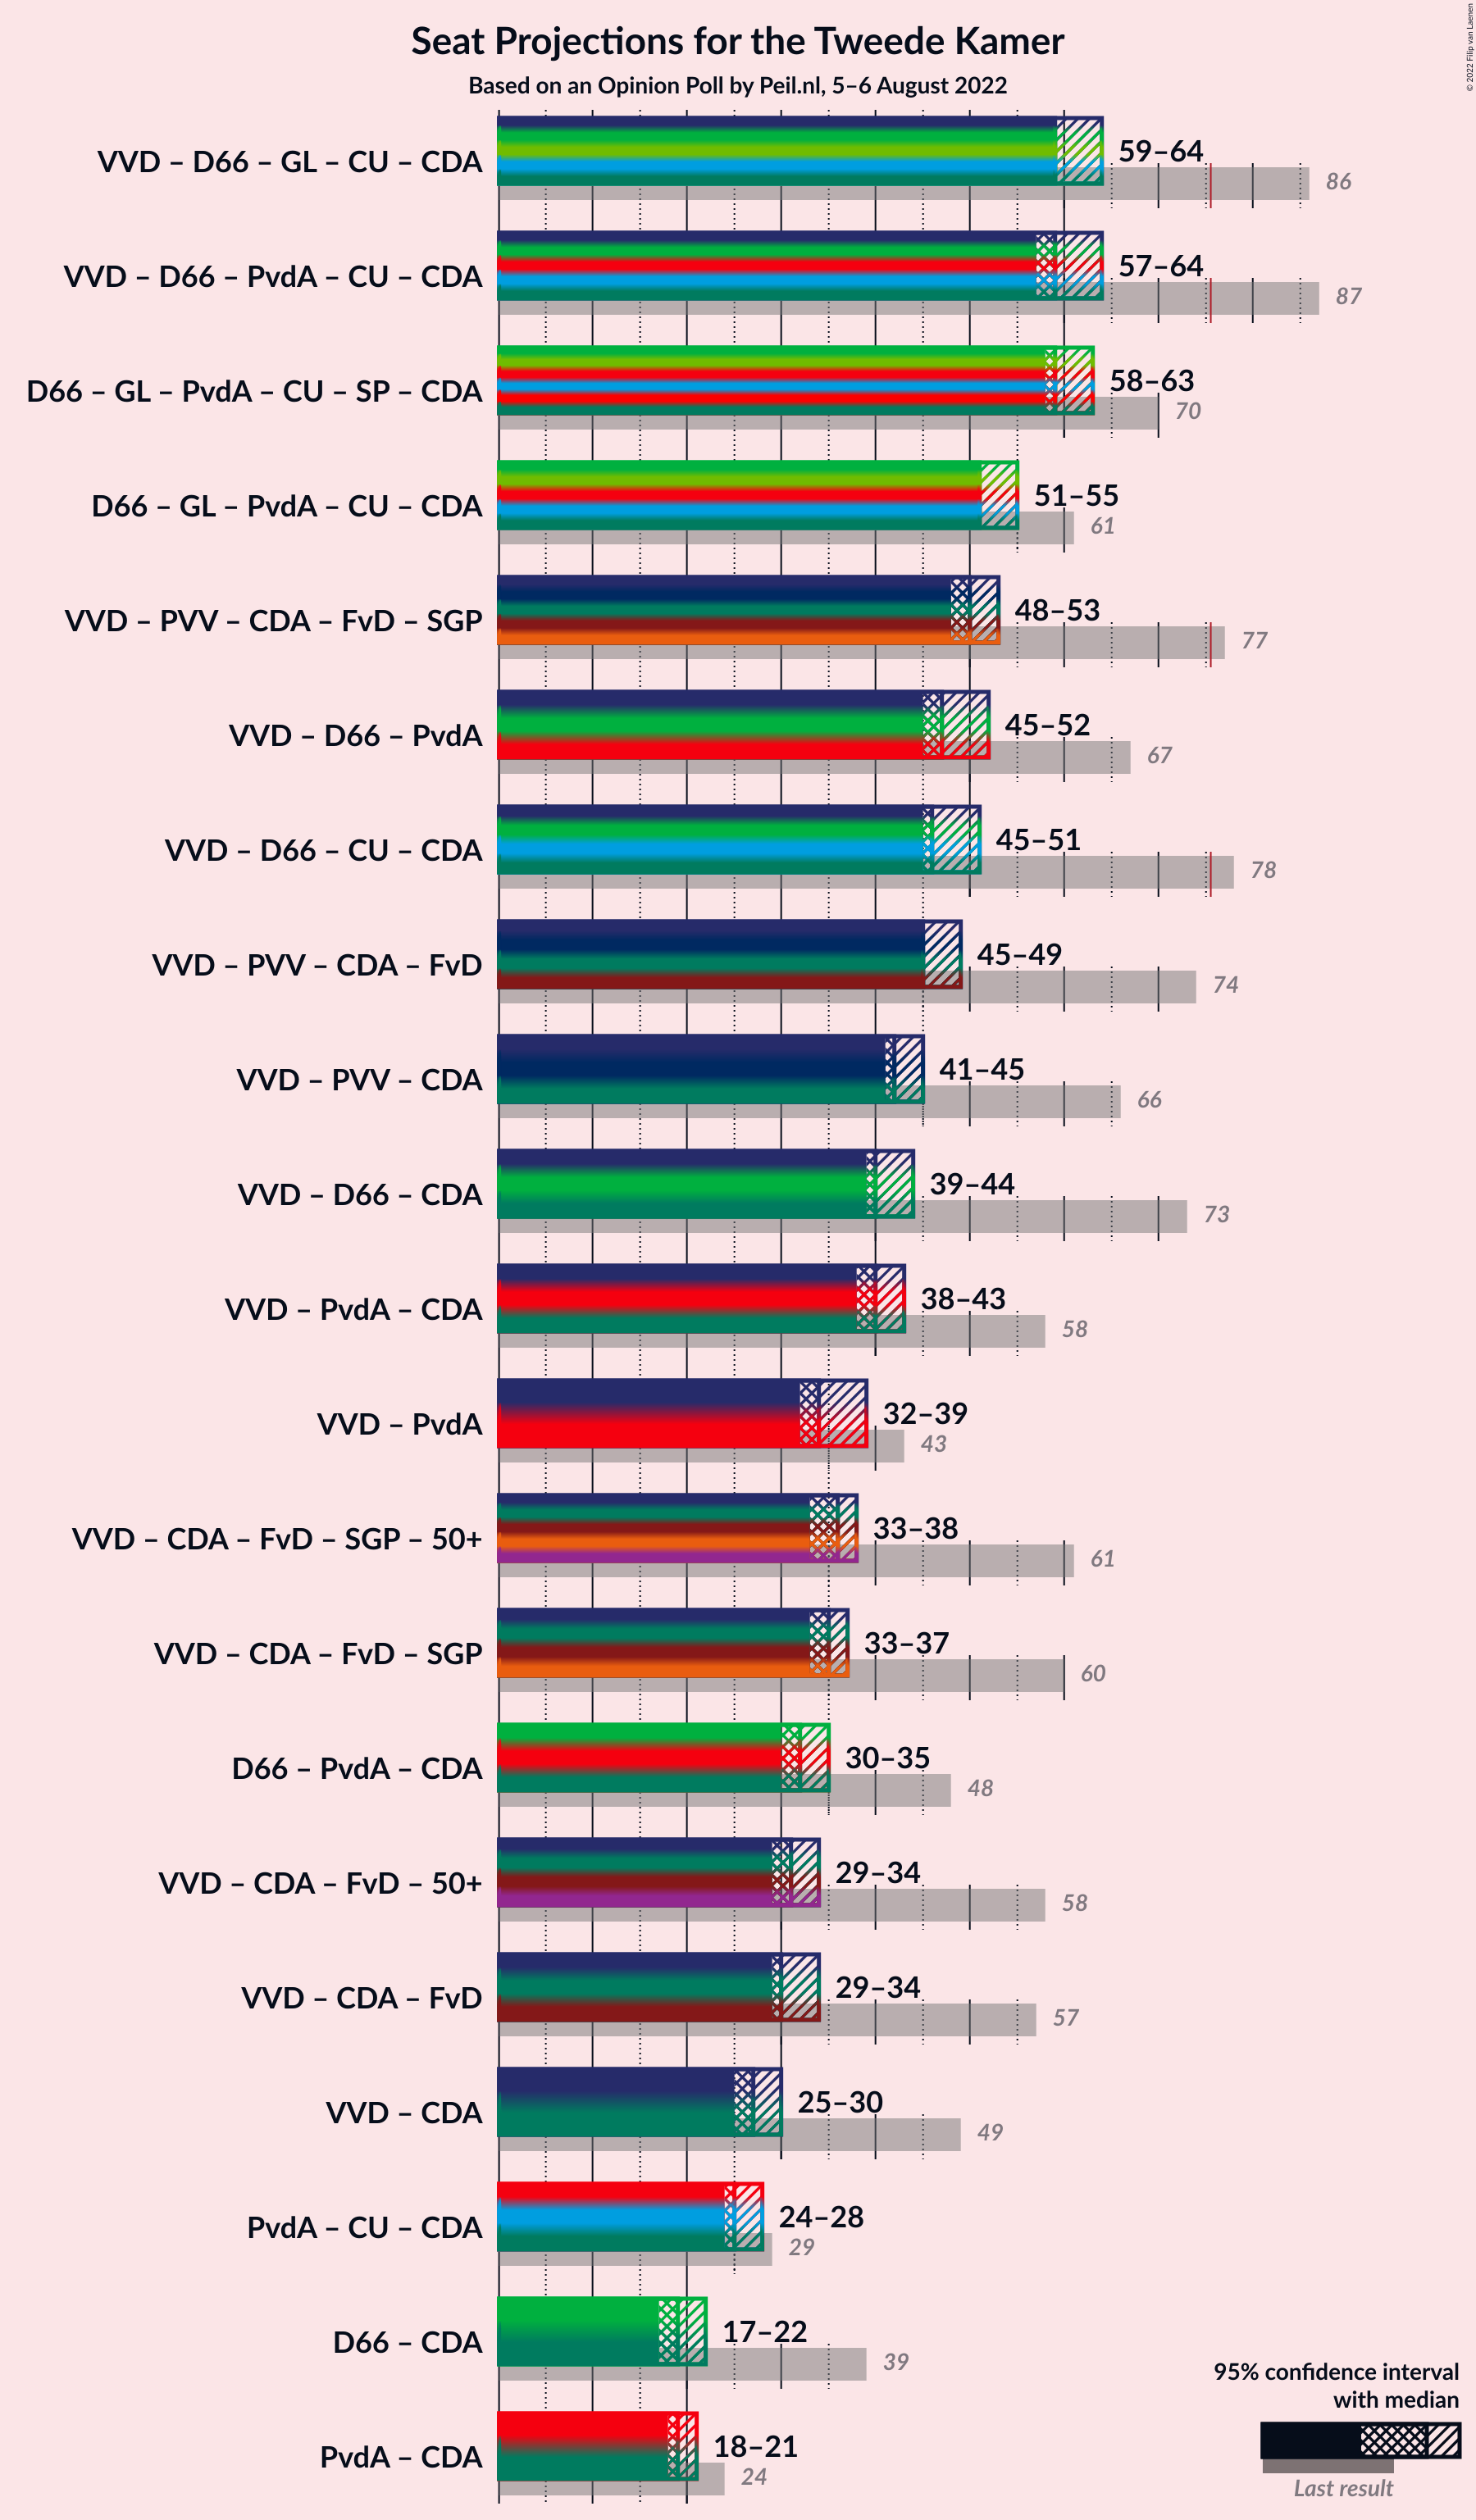 © 2022 Filip van Laenen
Seat Projections for the Tweede Kamer
Based on an Opinion Poll by Peil.nl, 5–6 August 2022
VVD – D66 – GL – CU – CDA 59–64 86
VVD – D66 – PvdA – CU – CDA 57–64 87
D66 – GL – PvdA – CU – SP – CDA 58–63 70
D66 – GL – PvdA – CU – CDA 51–55 61
VVD – PVV – CDA – FvD – SGP 48–53 77
VVD – D66 – PvdA 45–52 67
VVD – D66 – CU – CDA 45–51 78
VVD – PVV – CDA – FvD 45–49 74
VVD – PVV – CDA 41–45 66
VVD – D66 – CDA 39–44 73
VVD – PvdA – CDA 38–43 58
VVD – PvdA 32–39 43
VVD – CDA – FvD – SGP – 50+ 33–38 61
VVD – CDA – FvD – SGP 33–37 60
D66 – PvdA – CDA 30–35 48
VVD – CDA – FvD – 50+ 29–34 58
VVD – CDA – FvD 29–34 57
VVD – CDA 25–30 49
PvdA – CU – CDA 24–28 29
D66 – CDA 17–22 39
PvdA – CDA 18–21 24
95% confidence interval
with median
Last result